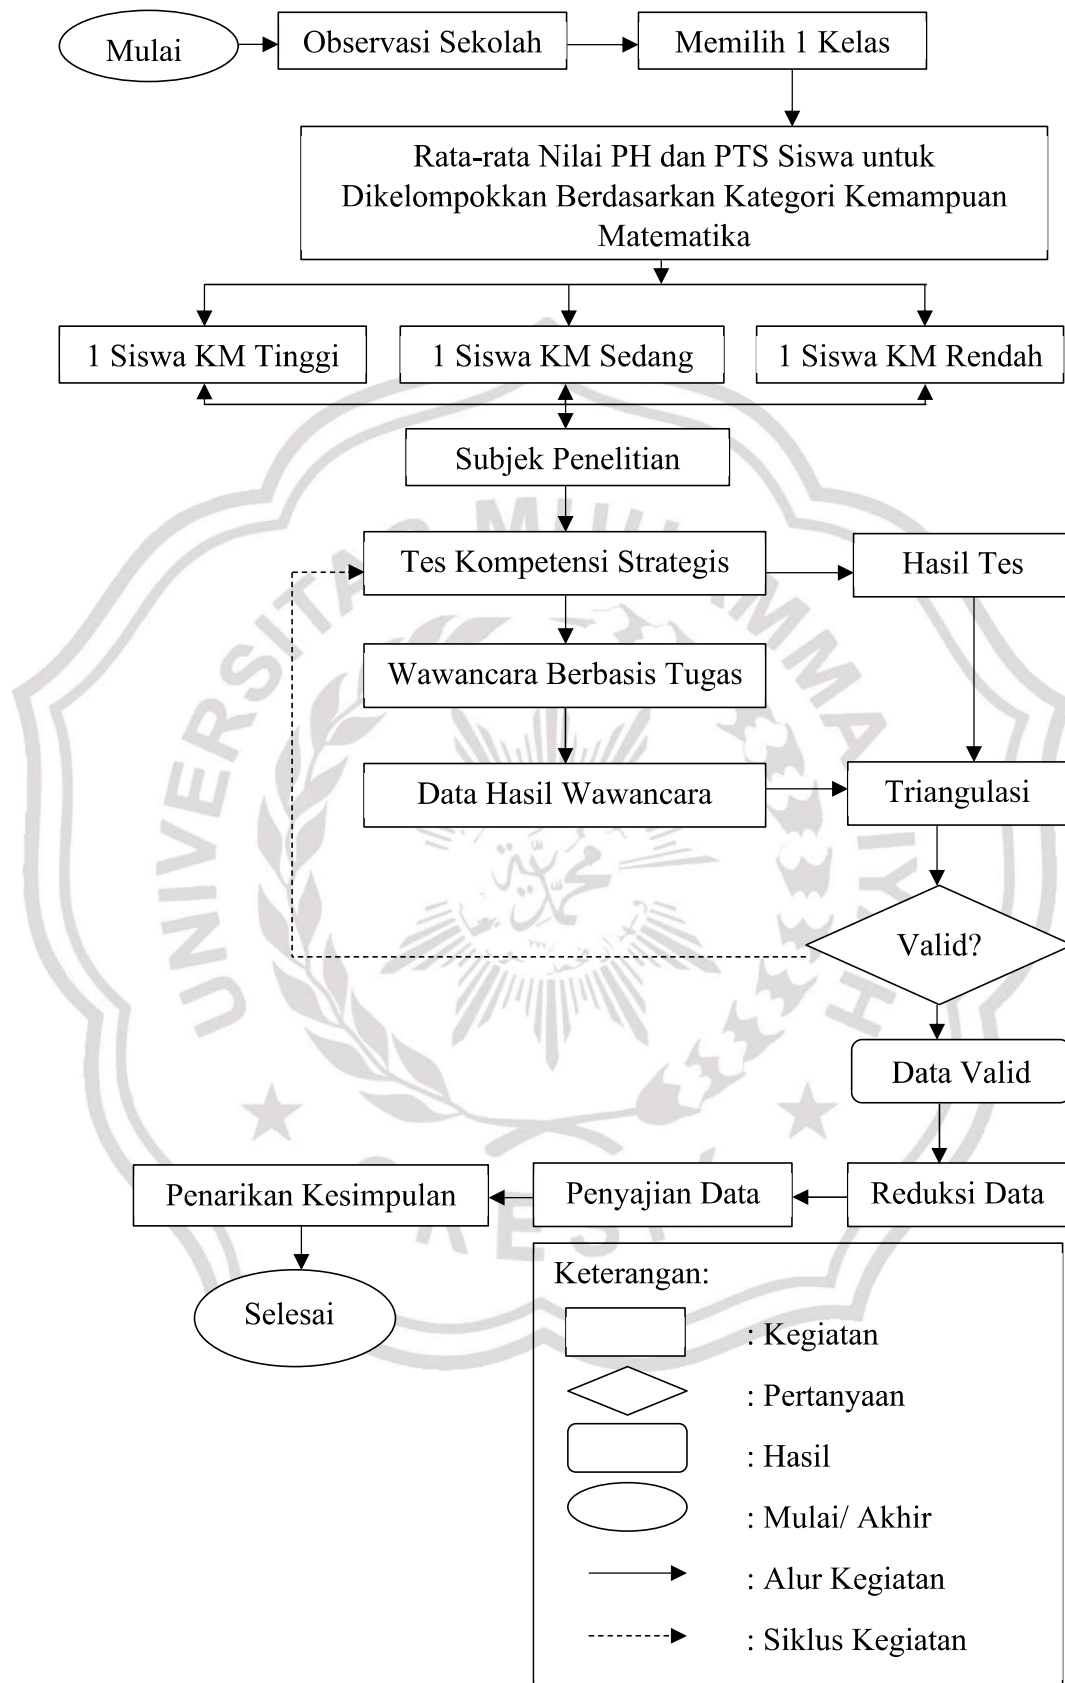 Mulai
Observasi Sekolah
Memilih 1 Kelas
Rata-rata Nilai PH dan PTS Siswa untuk
Dikelompokkan Berdasarkan Kategori Kemampuan
Matematika
1 Siswa KM Tinggi
1 Siswa KM Sedang
1 Siswa KM Rendah
Subjek Penelitian
Tes Kompetensi Strategis
Hasil Tes
Wawancara Berbasis Tugas
Data Hasil Wawancara
Triangulasi
Valid?
Data Valid
Penarikan Kesimpulan
Penyajian Data
Reduksi Data
Selesai
Keterangan:
: Kegiatan
: Pertanyaan
: Hasil
: Mulai/ Akhir
: Alur Kegiatan
: Siklus Kegiatan
UNIVERSITAS
محمد